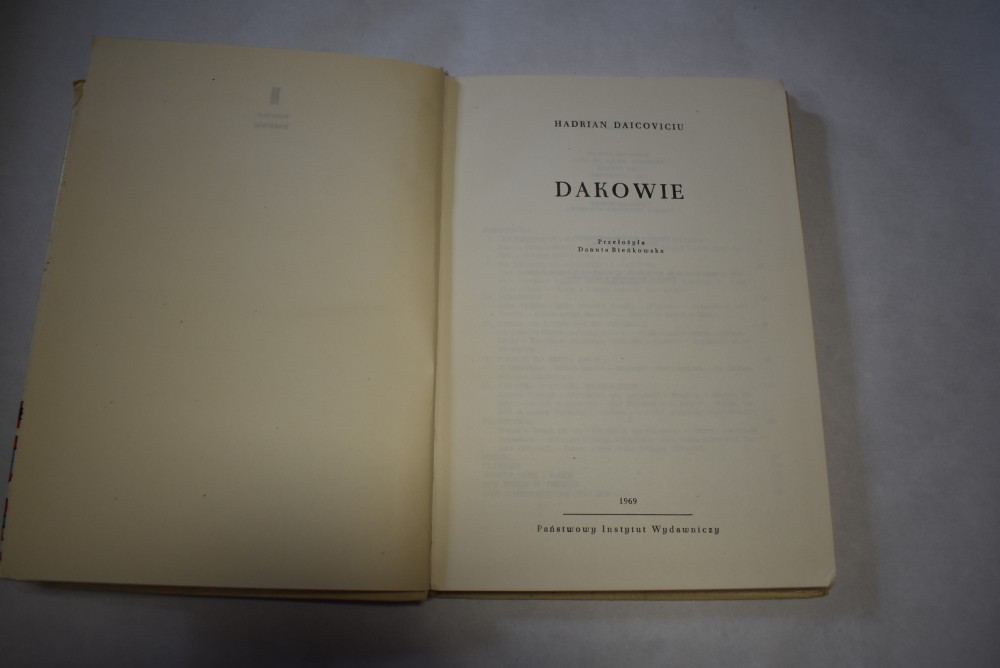 HADRIAN DAICOVICIU
DAKOWIE
Przełożyła
Danuta Bieńkowska
1969
Państwowy Instytut Wydawniczy